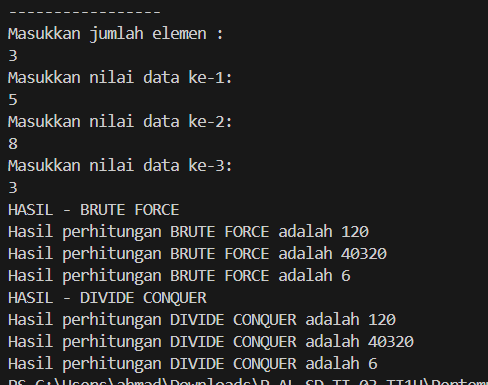 -----------------
Masukkan jumlah elemen :
3
Masukkan nilai data ke-1:
5
Masukkan nilai data ke-2:
8
Masukkan nilai data ke-3:
3
HASIL - BRUTE FORCE
Hasil perhitungan BRUTE FORCE adalah 120
Hasil perhitungan BRUTE FORCE adalah 40320
Hasil perhitungan BRUTE FORCE adalah 6
HASIL - DIVIDE CONQUER
Hasil perhitungan DIVIDE CONQUER adalah 120
Hasil perhitungan DIVIDE CONQUER adalah 40320
Hasil perhitungan DIVIDE CONQUER adalah 6
PS C:\Users\ahmad\Downloads\